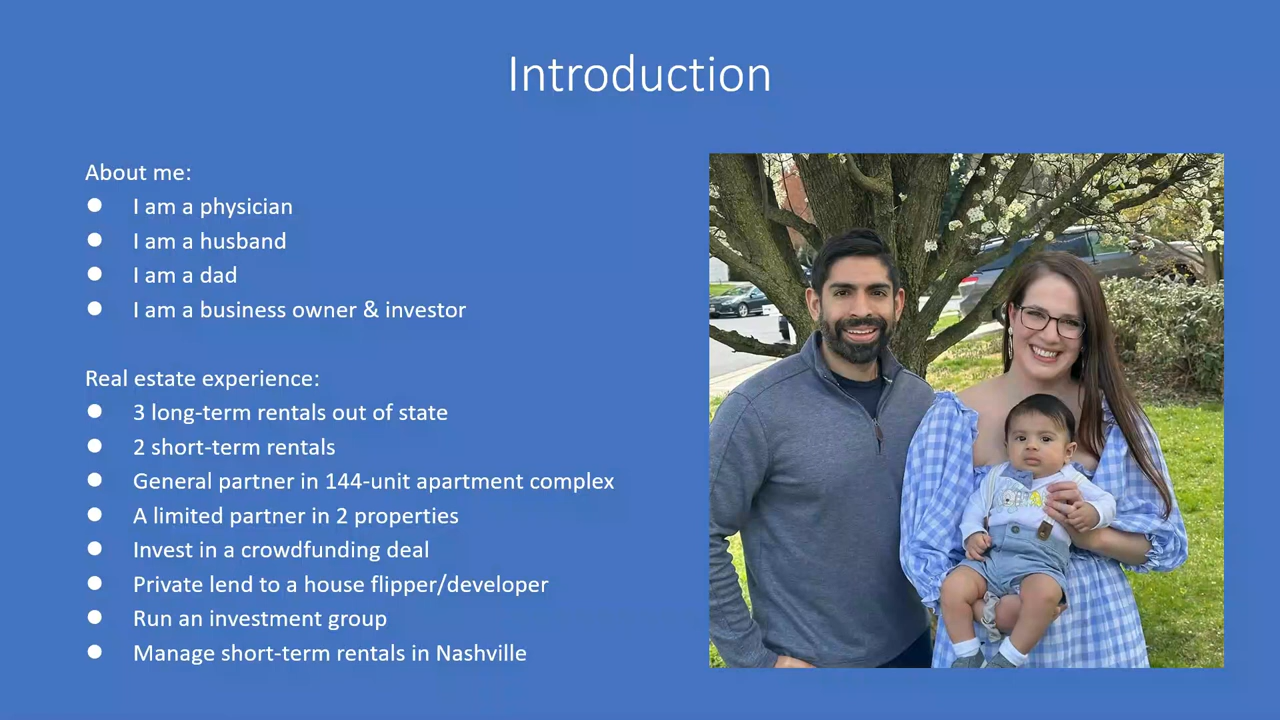 Introduction
About me:
● I am a physician
● I am a husband
● I am a dad
● I am a business owner & investor
Real estate experience:
● 3 long-term rentals out of state
● 2 short-term rentals
● General partner in 144-unit apartment complex
● A limited partner in 2 properties
● Invest in a crowdfunding deal
● Private lend to a house flipper/developer
● Run an investment group
● Manage short-term rentals in Nashville